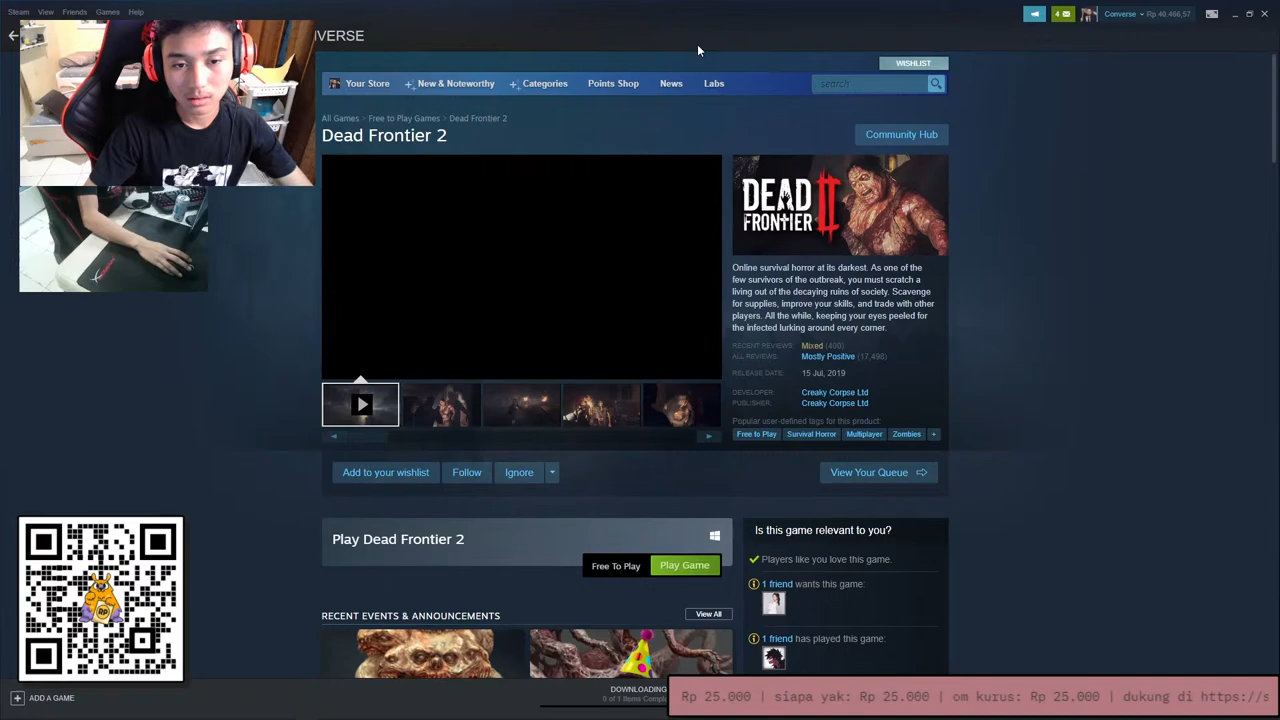 Steam View Friends Games Help
4 Converse Rp 40.466,57
VERSE
WISHLIST
Your Store New & Noteworthy Categories Points Shop News Labs search
All Games > Free to Play Games > Dead Frontier 2
Dead Frontier 2
Community Hub
DEAD
FRONTIER II
Online survival horror at its darkest. As one of the
few survivors of the outbreak, you must scratch a
living out of the decaying ruins of society. Scavenge
for supplies, improve your skills, and trade with other
players. All the while, keeping your eyes peeled for
the infected lurking around every corner.
RECENT REVIEWS: Mixed (400)
ALL REVIEWS: Mostly Positive (17,498)
RELEASE DATE: 15 Jul, 2019
DEVELOPER: Creaky Corpse Ltd
PUBLISHER: Creaky Corpse Ltd
Popular user-defined tags for this product:
Free to Play Survival Horror Multiplayer Zombies +
Add to your wishlist Follow Ignore View Your Queue
Play Dead Frontier 2
Free To Play Play Game
Is this game relevant to you?
Players like you love this game.
1 friend wants this game:
1 friend has played this game:
RECENT EVENTS & ANNOUNCEMENTS View All
RP
ADD A GAME
DOWNLOADING
0 of 1 Items Comple
Rp 25.000 | siapa yak: Rp 25.000 | om kurus: Rp 25.000 | dukung di https://s